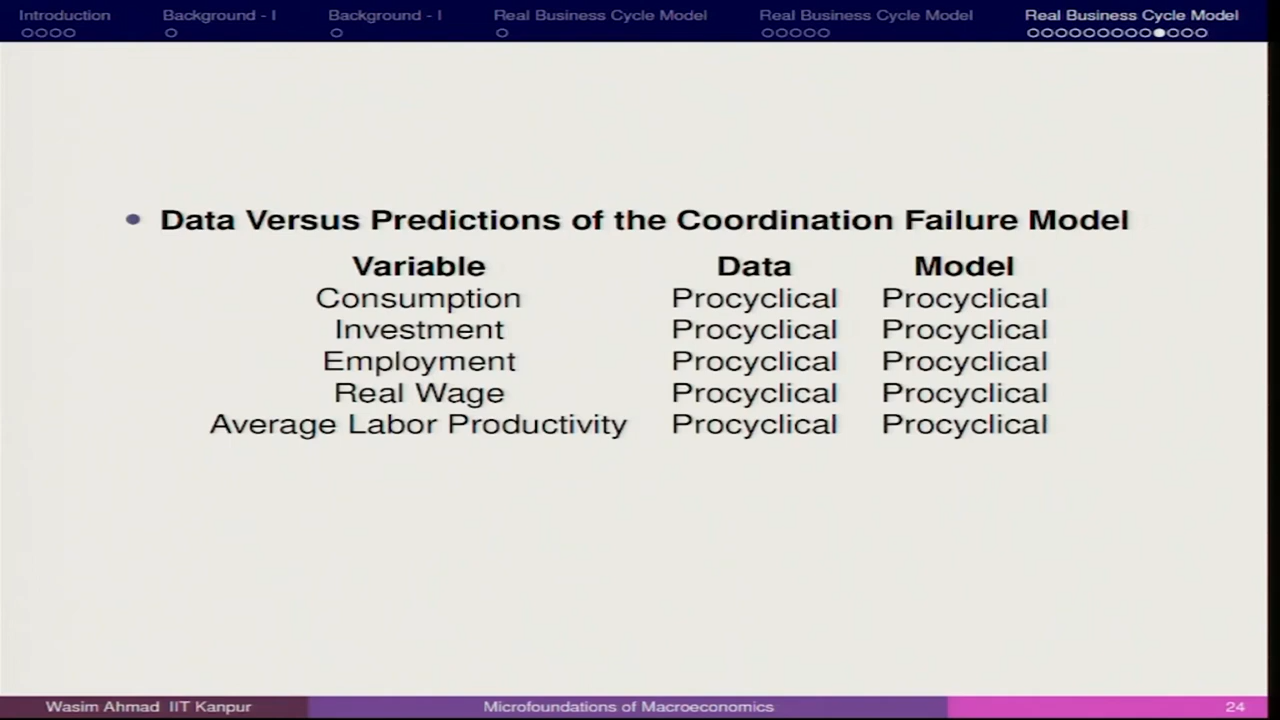 Introduction Background - I Background - I Real Business Cycle Model Real Business Cycle Model Real Business Cycle Model
• Data Versus Predictions of the Coordination Failure Model
Variable Data Model
Consumption Procyclical Procyclical
Investment Procyclical Procyclical
Employment Procyclical Procyclical
Real Wage Procyclical Procyclical
Average Labor Productivity Procyclical Procyclical
Wasim Ahmad IIT Kanpur Microfoundations of Macroeconomics 24